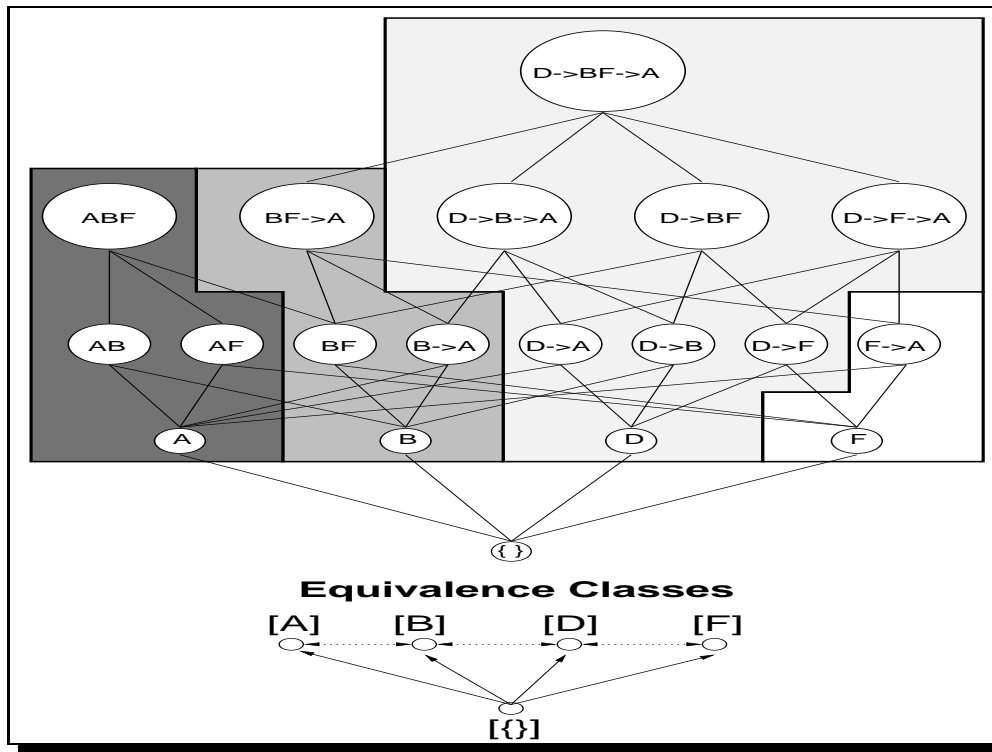 D->BF->A
ABF BF->A D->B->A D->BF D->F->A
AB AF BF B->A D->A D->B D->F F->A
A B D F
{ }
Equivalence Classes
[A] [B] [D] [F]
[{}]